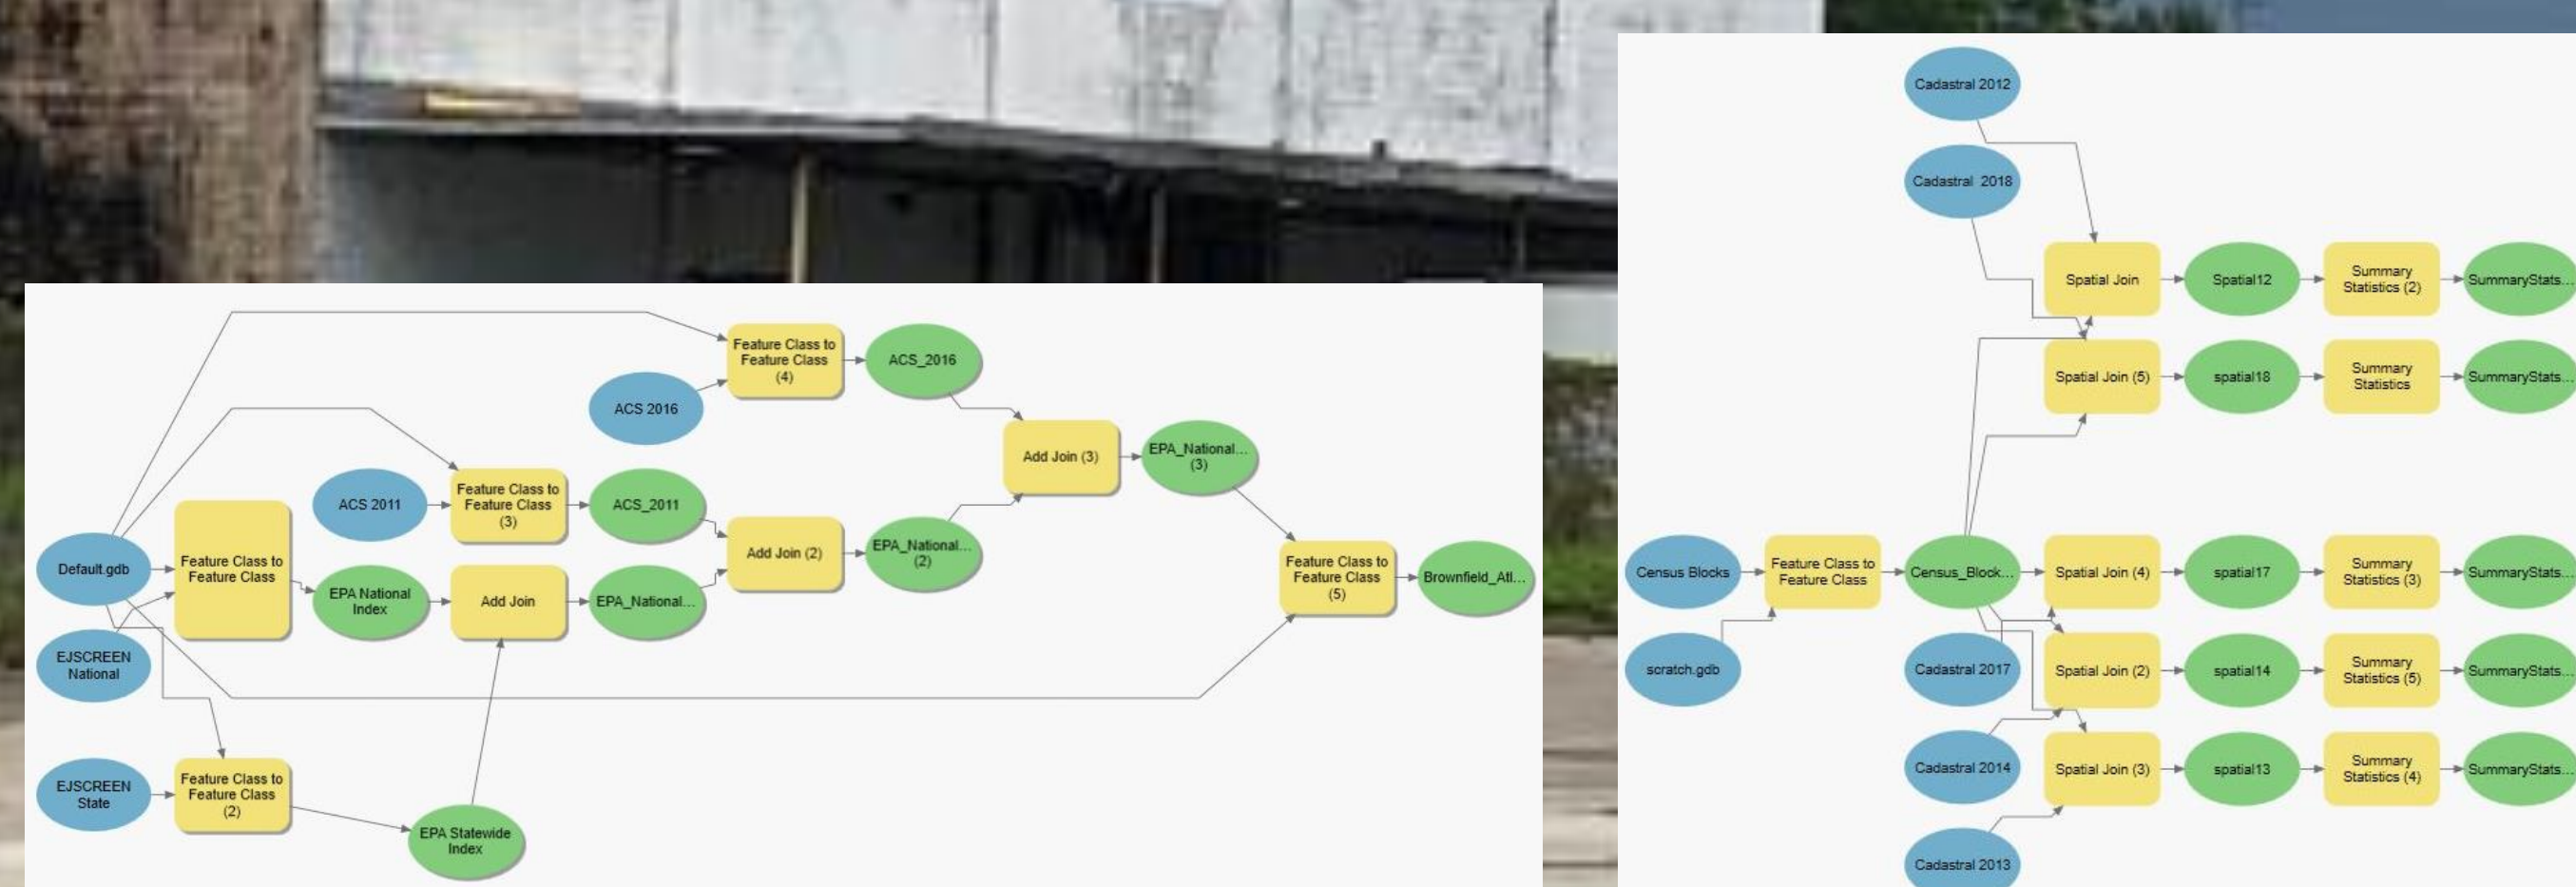 Feature Class to
Feature Class
(4)
ACS_2016
ACS 2016
Add Join (3)
EPA_National...
(3)
ACS 2011
Feature Class to
Feature Class
(3)
ACS_2011
Default.gdb
Feature Class to
Feature Class
Add Join (2)
EPA_National...
(2)
Feature Class to
Feature Class
(5)
Brownfield_Atl...
EPA National
Index
Add Join
EPA_National...
EJSCREEN
National
EJSCREEN
State
Feature Class to
Feature Class
(2)
EPA Statewide
Index
Cadastral 2012
Cadastral 2018
Spatial Join
Spatial12
Summary
Statistics (2)
SummaryStats...
Spatial Join (5)
spatial18
Summary
Statistics
SummaryStats...
Census Blocks
Feature Class to
Feature Class
Census_Block...
Spatial Join (4)
spatial17
Summary
Statistics (3)
SummaryStats...
scratch.gdb
Cadastral 2017
Spatial Join (2)
spatial14
Summary
Statistics (5)
SummaryStats...
Cadastral 2014
Spatial Join (3)
spatial13
Summary
Statistics (4)
SummaryStats...
Cadastral 2013